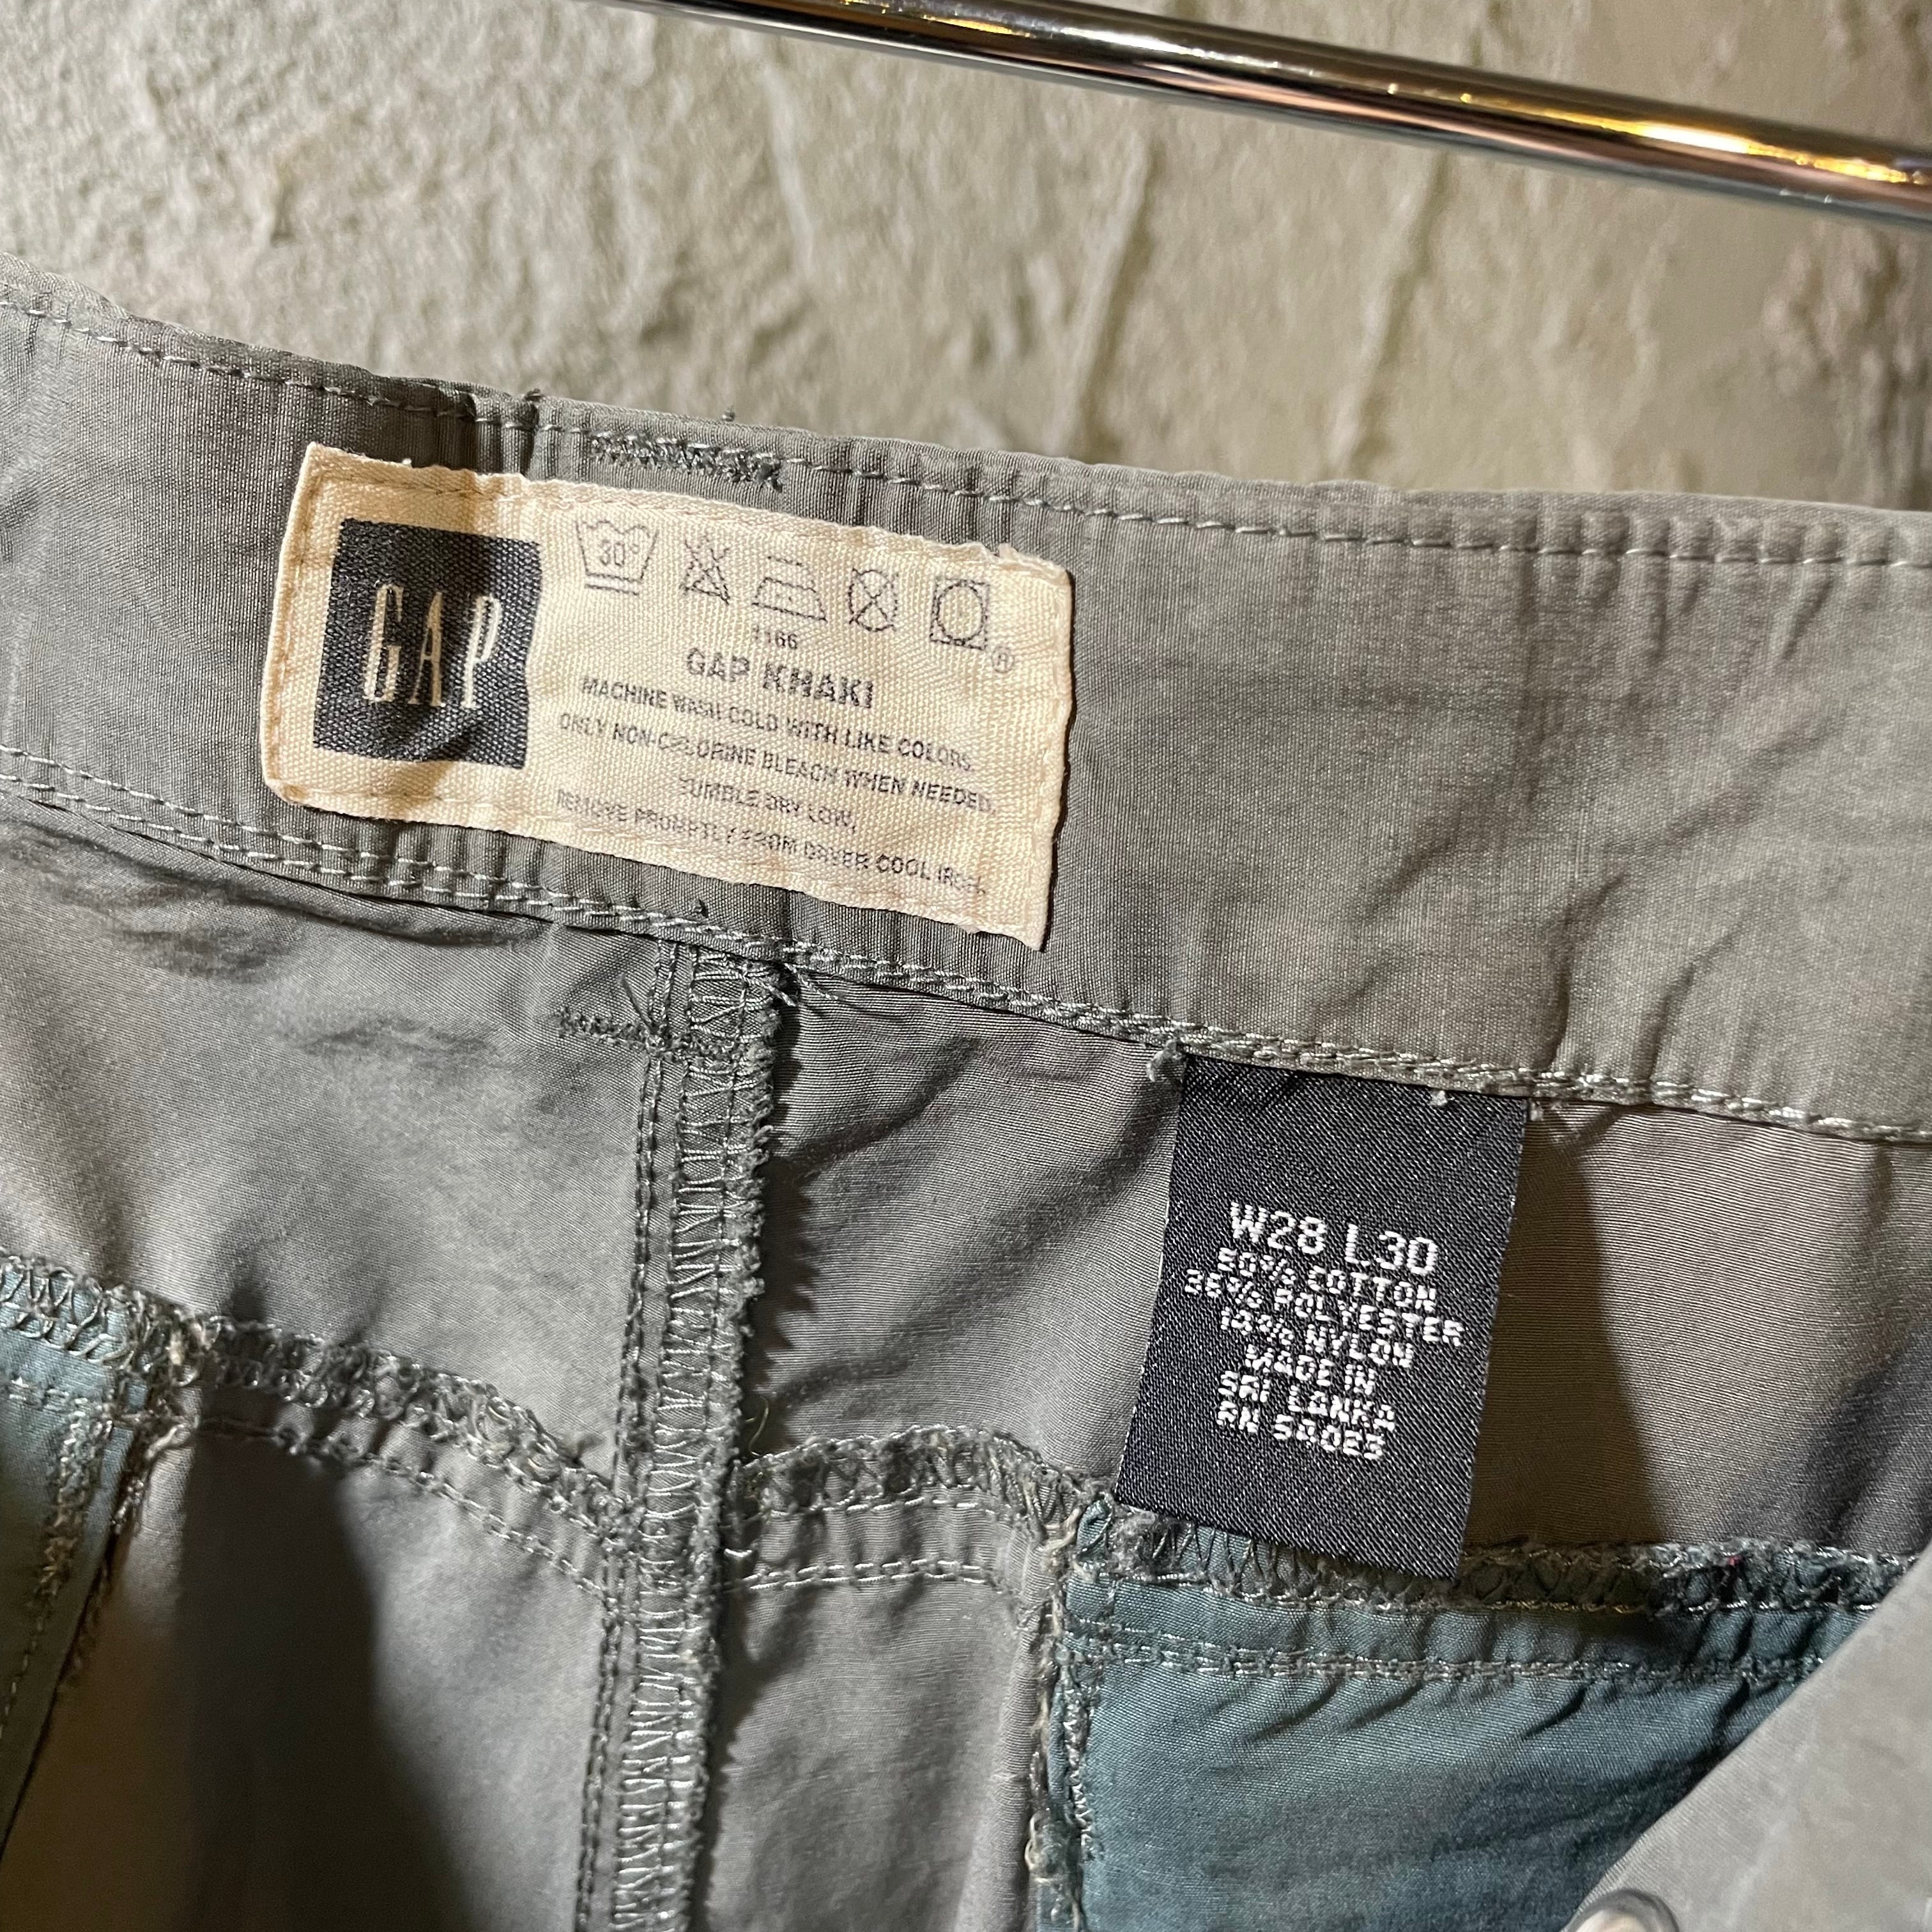 GAP
30°
1166
®
GAP KHAKI
MACHINE WASH COLD WITH LIKE COLORS.
ONLY NON-CHLORINE BLEACH WHEN NEEDED.
TUMBLE DRY LOW,
REMOVE PROMPTLY FROM DRYER COOL IRON.
W28 L30
50% COTTON
35% POLYESTER
15% NYLON
MADE IN
SRI LANKA
RN 54023